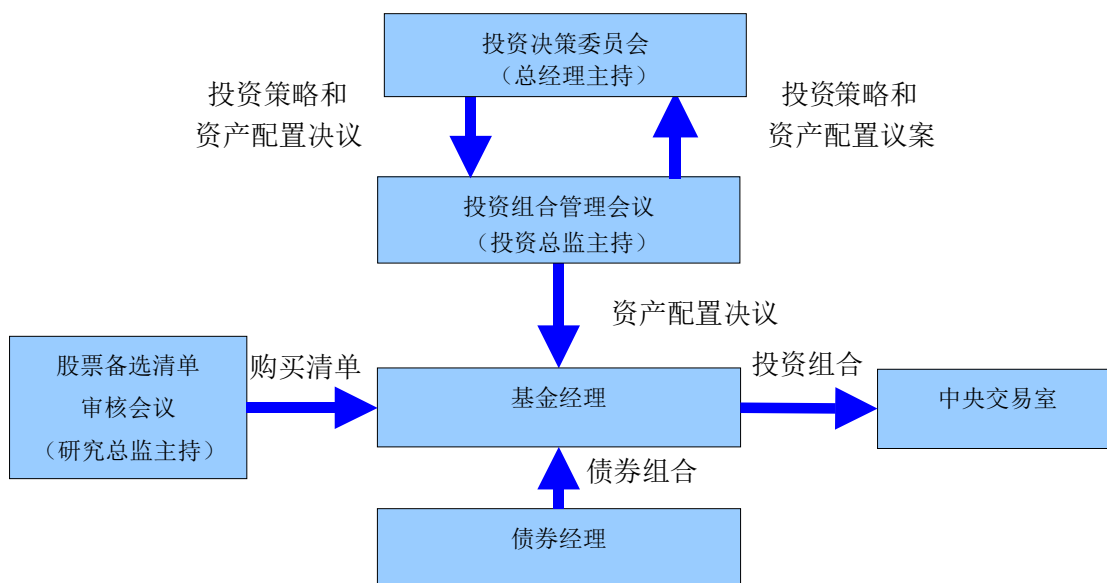 投资决策委员会
（总经理主持）
投资策略和
资产配置决议
投资策略和
资产配置议案
投资组合管理会议
（投资总监主持）
资产配置决议
股票备选清单
审核会议
（研究总监主持）
购买清单
基金经理
投资组合
中央交易室
债券组合
债券经理